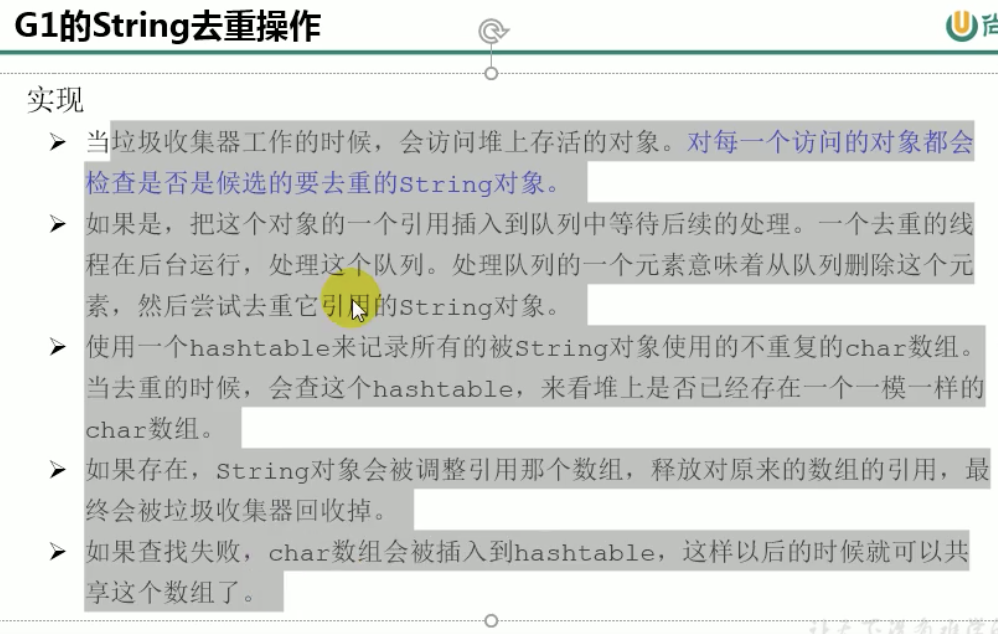 G1的String去重操作
尚
实现
➢ 当垃圾收集器工作的时候，会访问堆上存活的对象。对每一个访问的对象都会
检查是否是候选的要去重的String对象。
➢ 如果是，把这个对象的一个引用插入到队列中等待后续的处理。一个去重的线
程在后台运行，处理这个队列。处理队列的一个元素意味着从队列删除这个元
素，然后尝试去重它引用的String对象。
➢ 使用一个hashtable来记录所有的被String对象使用的不重复的char数组。
当去重的时候，会查这个hashtable，来看堆上是否已经存在一个一模一样的
char数组。
➢ 如果存在，String对象会被调整引用那个数组，释放对原来的数组的引用，最
终会被垃圾收集器回收掉。
➢ 如果查找失败，char数组会被插入到hashtable，这样以后的时候就可以共
享这个数组了。